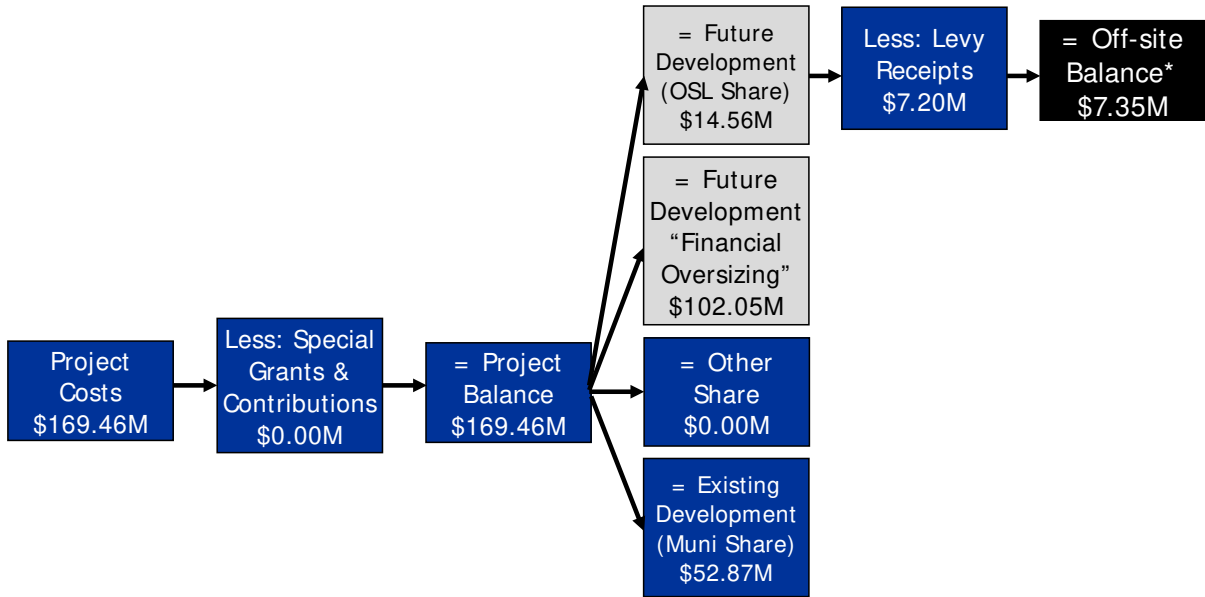 Project
Costs
$169.46M
Less: Special
Grants &
Contributions
$0.00M
= Project
Balance
$169.46M
= Future
Development
(OSL Share)
$14.56M
Less: Levy
Receipts
$7.20M
= Off-site
Balance*
$7.35M
= Future
Development
“Financial
Oversizing”
$102.05M
= Other
Share
$0.00M
= Existing
Development
(Muni Share)
$52.87M